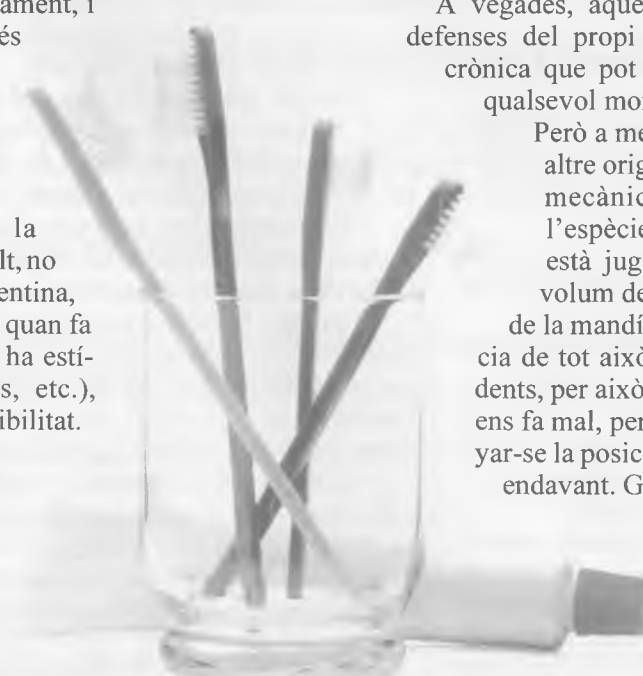 ament, i
és
la
lt, no
entina,
quan fa
ha estí-
s, etc.),
ibilitat.
A vegades, aque
defenses del propi
crònica que pot
qualsevol mo
Però a me
altre orig
mecànic
l'espècie
està jug
volum de
de la mandí
cia de tot això
dents, per això
ens fa mal, per
yar-se la posic
endavant. G